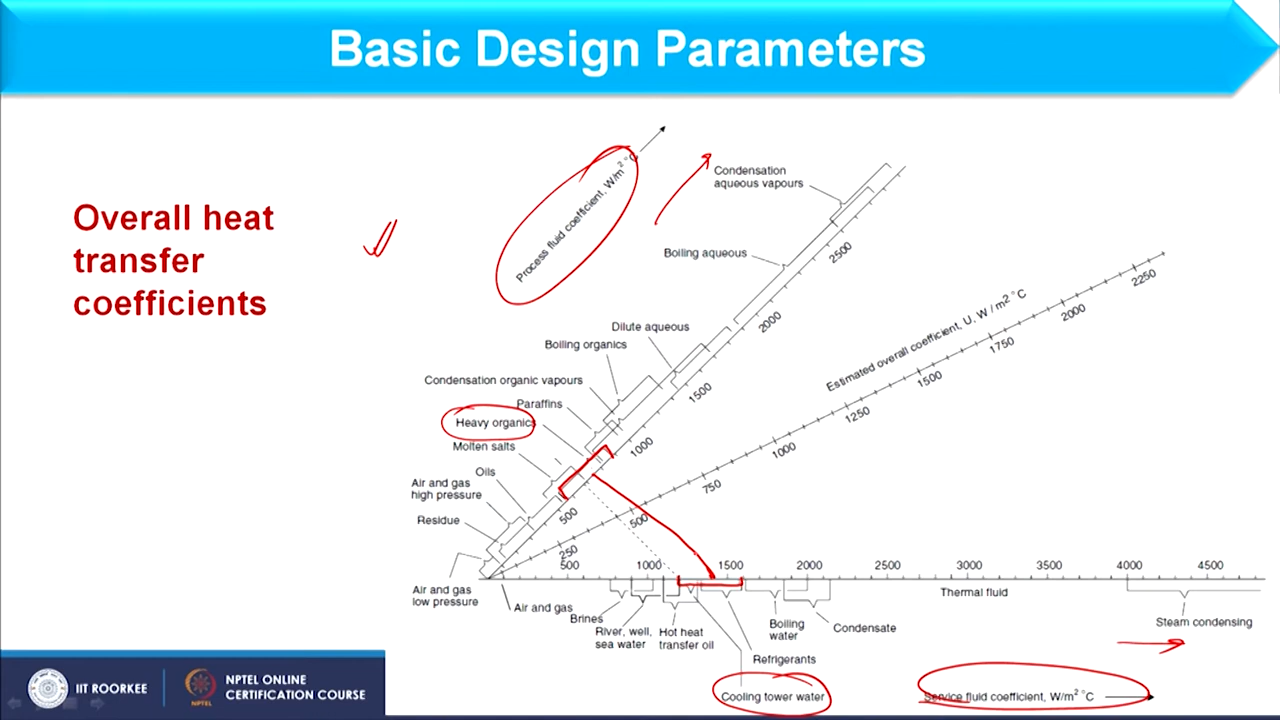 Basic Design Parameters
Overall heat
transfer
coefficients
Process fluid coefficient, W/m² °C
Condensation
aqueous vapours
Boiling aqueous
Dilute aqueous
Boiling organics
Condensation organic vapours
Paraffins
Heavy organics
Molten salts
Oils
Air and gas
high pressure
Residue
Air and gas
low pressure
500
1000
1500
2000
2500
Estimated overall coefficient, U, W / m² °C
250
500
750
1000
1250
1500
1750
2000
2250
500
1000
1500
2000
2500
3000
3500
4000
4500
Thermal fluid
Air and gas
Brines
River, well,
sea water
Hot heat
transfer oil
Boiling
water
Condensate
Refrigerants
Cooling tower water
Steam condensing
Service fluid coefficient, W/m² °C
IIT ROORKEE
NPTEL
NPTEL ONLINE
CERTIFICATION COURSE